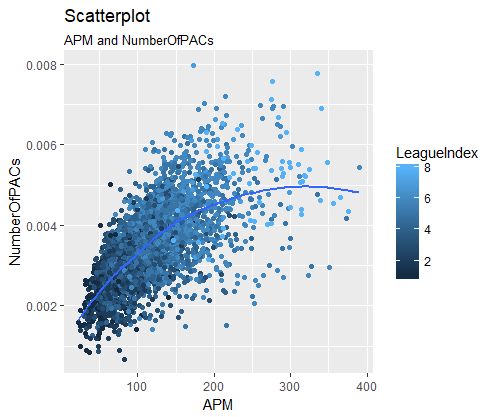 Scatterplot
APM and NumberOfPACs
0.008
0.006
0.004
0.002
NumberOfPACs
100
200
300
400
APM
LeagueIndex
8
6
4
2